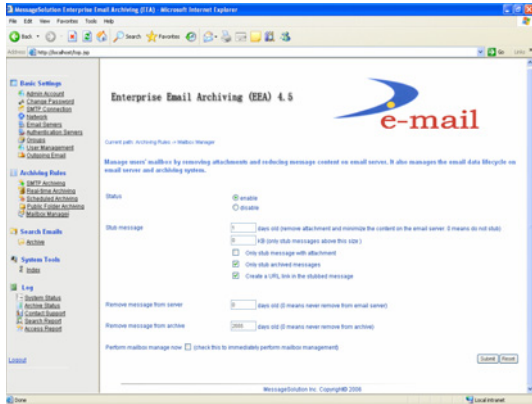 MessageSolution Enterprise Email Archiving (EEA) - Microsoft Internet Explorer
File Edit View Favorites Tools Help
Back Search Favorites
Address http://localhost/top.jsp Go Links
Basic Settings
Admin Account
Change Password
SMTP Connection
Network
Email Servers
Authentication Servers
Groups
User Management
Outgoing Email
Archiving Rules
SMTP Archiving
Real-time Archiving
Scheduled Archiving
Public Folder Archiving
Mailbox Manager
Search Emails
Archive
System Tools
Index
Log
System Status
Archive Status
Contact Support
Search Report
Access Report
Logout
Enterprise Email Archiving (EEA) 4.5
e-mail
Current path: Archiving Rules -> Mailbox Manager
Manage users' mailbox by removing attachments and reducing message content on email server. It also manages the email data lifecycle on
email server and archiving system.
Status enable
disable
Stub message days old (remove attachment and minimize the content on the email server. 0 means do not stub)
KB (only stub messages above this size )
Only stub message with attachment
Only stub archived messages
Create a URL link in the stubbed message
Remove message from server 0 days old (0 means never remove from email server)
Remove message from archive days old (0 means never remove from archive)
Perform mailbox manage now (check this to immediately perform mailbox management)
Submit Reset
MessageSolution Inc. Copyright© 2006
Done Local intranet